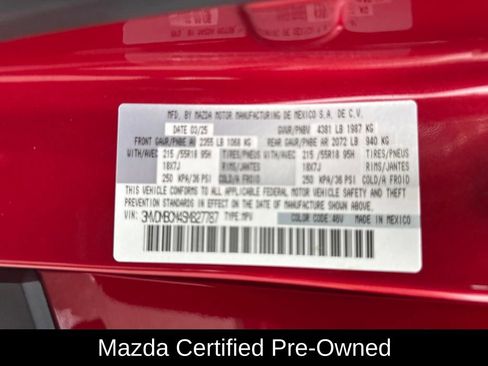 MFD. BY MAZDA MOTOR MANUFACTURING DE MEXICO S.A. DE C.V.
DATE 03/25 GVWR/PNBV 4381 LB 1987 KG
FRONT GAWR/PNBE AV 2355 LB 1068 KG REAR GAWR/PNBE AR 2072 LB 940 KG
WITH/AVEC 215 /55R18 95H TIRES/PNEUS WITH/AVEC 215 /55R18 95H TIRES/PNEUS
18X7J RIMS/JANTES 18X7J RIMS/JANTES
250 KPA/36 PSI COLD/A FROID 250 KPA/36 PSI COLD/A FROID
THIS VEHICLE CONFORMS TO ALL APPLICABLE FEDERAL MOTOR VEHICLE SAFETY AND THEFT
PREVENTION STANDARDS IN EFFECT ON THE DATE OF MANUFACTURE SHOWN ABOVE.
VIN: TYPE:MPV COLOR CODE: 46V MADE IN MEXICO
Mazda Certified Pre-Owned